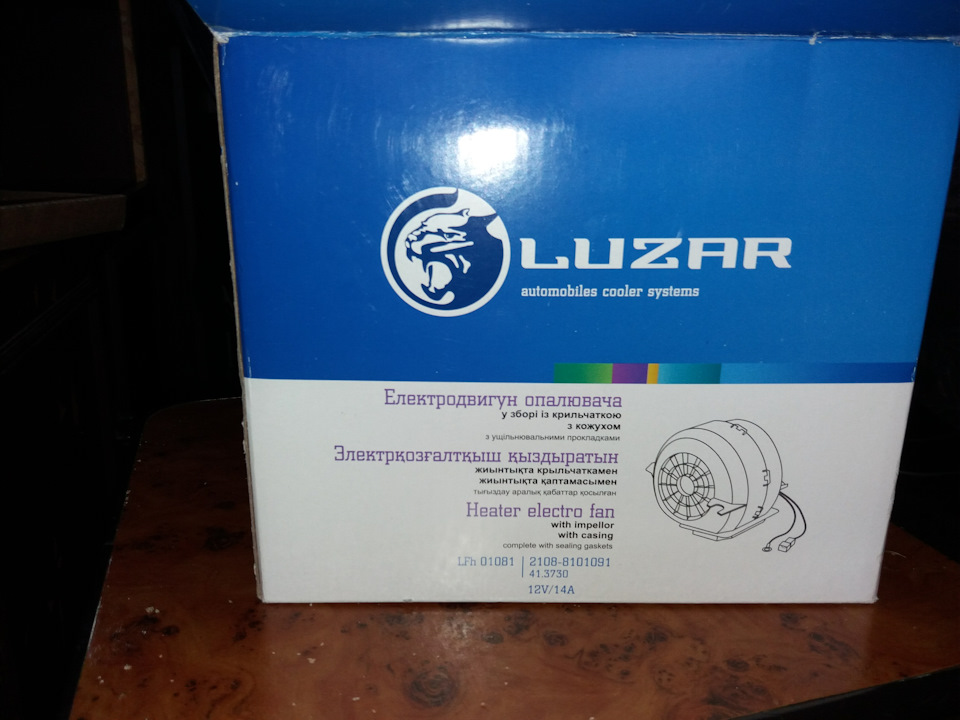 LUZAR
automobiles cooler systems
Електродвигун опалювача
у зборі із крильчаткою
з кожухом
з ущільнювальними прокладками
Злектрқозғалтқыш қыздыратын
жиынтықта крыльчаткамен
жиынтықта қаптамасымен
тығыздау аралық қабаттар қосылған
Heater electro fan
with impellor
with casing
complete with sealing gaskets
LFh 01081 | 2108-8101091
41.3730
12V/14A